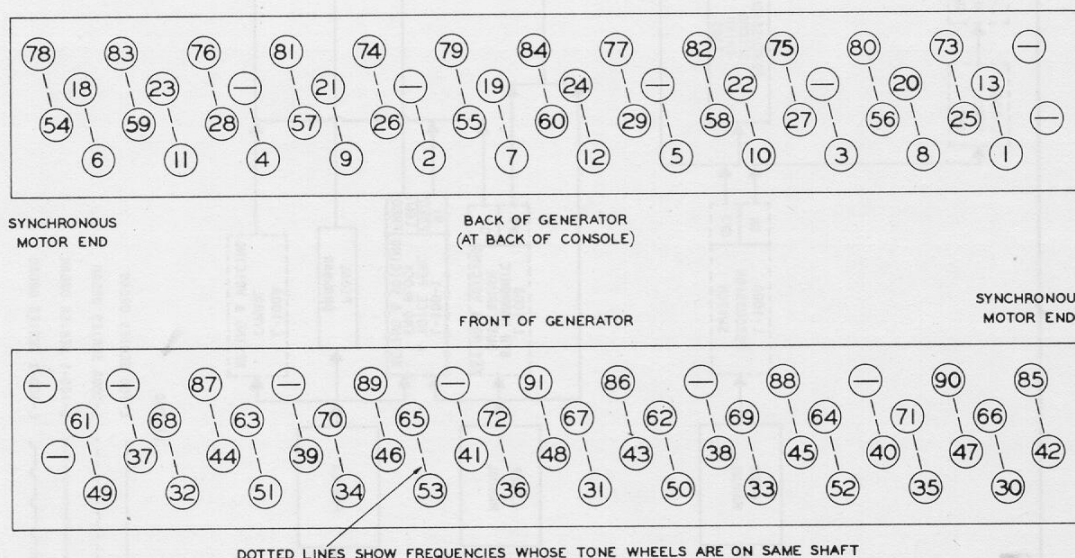 78 83 76 81 74 79 84 77 82 75 80 73 —
18 23 — 21 — 19 24 — 22 — 20 13
54 59 28 57 26 55 60 29 58 27 56 25 —
6 11 4 9 2 7 12 5 10 3 8 1
SYNCHRONOUS
MOTOR END
BACK OF GENERATOR
(AT BACK OF CONSOLE)
FRONT OF GENERATOR
SYNCHRONOUS
MOTOR END
— — 87 — 89 — 91 86 — 88 — 90 85
61 68 63 70 65 72 67 62 69 64 71 66
— 37 44 39 46 41 48 43 38 45 40 47 42
49 32 51 34 53 36 31 50 33 52 35 30
DOTTED LINES SHOW FREQUENCIES WHOSE TONE WHEELS ARE ON SAME SHAFT